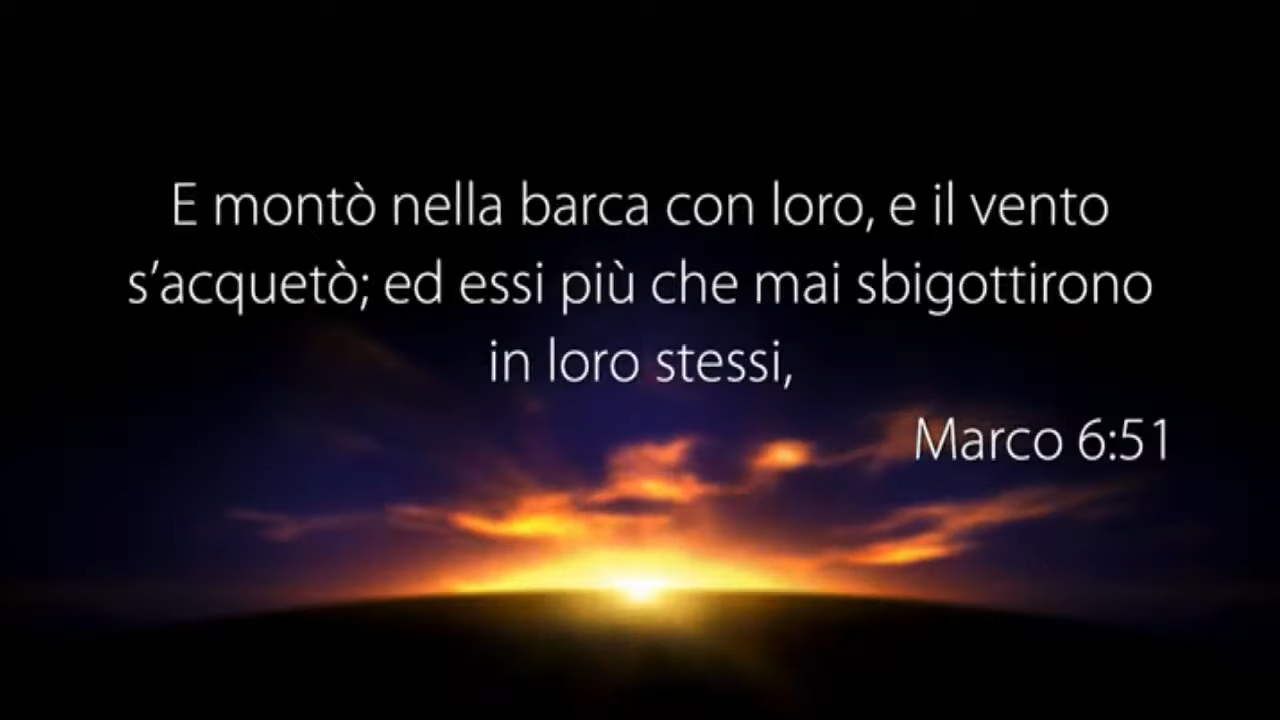 E montò nella barca con loro, e il vento
s’acquetò; ed essi più che mai sbigottirono
in loro stessi,
Marco 6:51